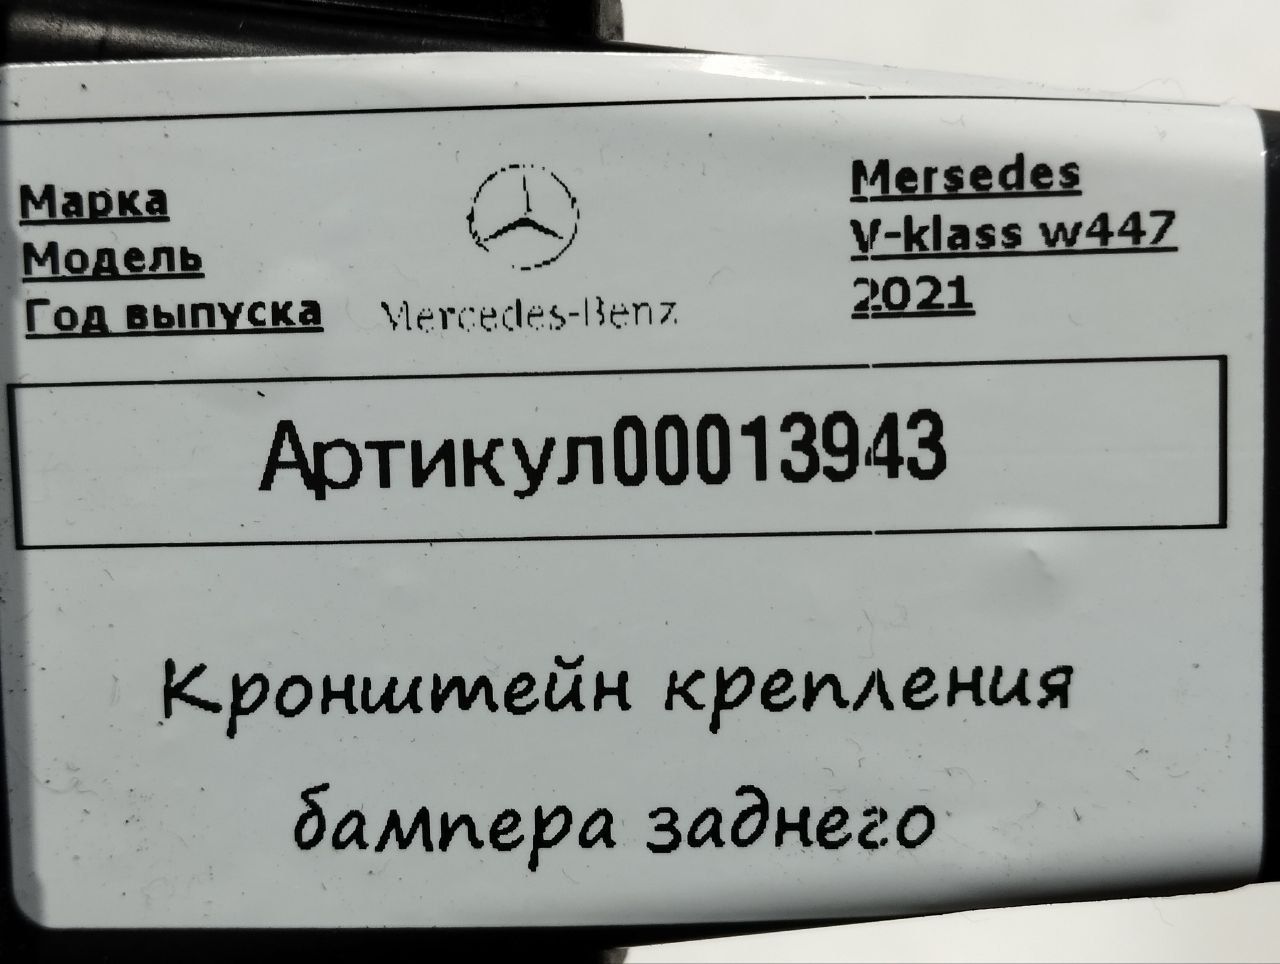 Марка
Mersedes
Модель
V-klass w447
Год выпуска
2021
Mercedes-Benz
Артикул00013943
Кронштейн крепления
бампера заднего